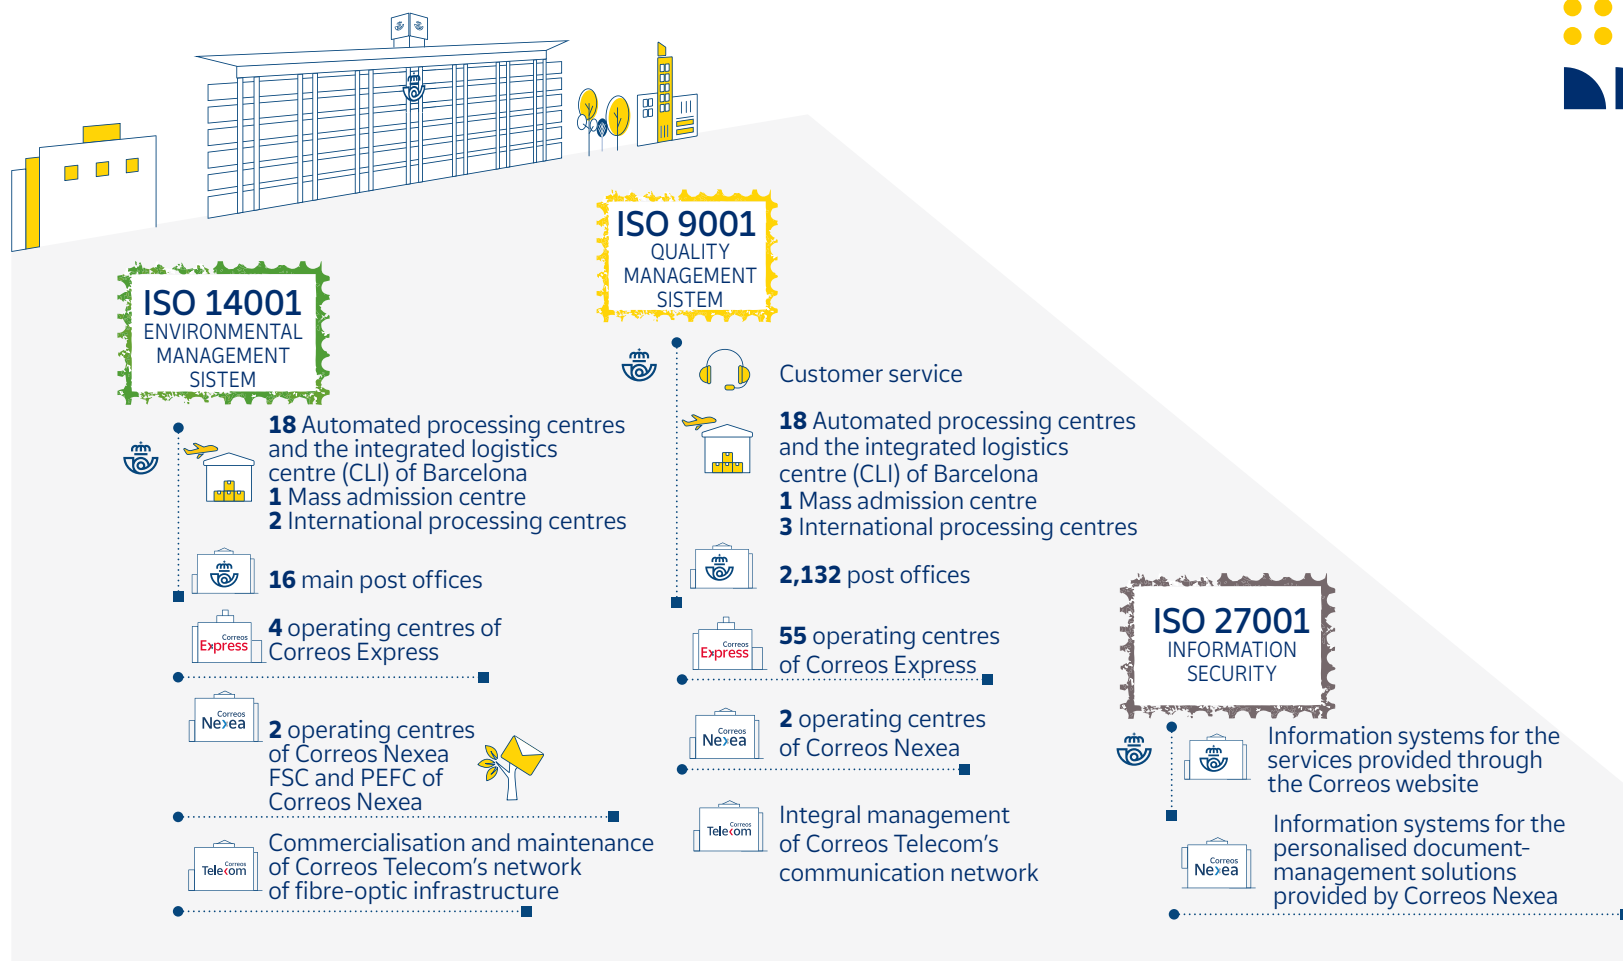 ISO 14001
ENVIRONMENTAL
MANAGEMENT
SISTEM
18 Automated processing centres
and the integrated logistics
centre (CLI) of Barcelona
1 Mass admission centre
2 International processing centres
16 main post offices
Correos
Express
4 operating centres of
Correos Express
Correos
Nexea
2 operating centres
of Correos Nexea
FSC and PEFC of
Correos Nexea
Correos
Telecom
Commercialisation and maintenance
of Correos Telecom's network
of fibre-optic infrastructure
ISO 9001
QUALITY
MANAGEMENT
SISTEM
Customer service
18 Automated processing centres
and the integrated logistics
centre (CLI) of Barcelona
1 Mass admission centre
3 International processing centres
2,132 post offices
Correos
Express
55 operating centres
of Correos Express
Correos
Nexea
2 operating centres
of Correos Nexea
Correos
Telecom
Integral management
of Correos Telecom's
communication network
ISO 27001
INFORMATION
SECURITY
Information systems for the
services provided through
the Correos website
Correos
Nexea
Information systems for the
personalised document-
management solutions
provided by Correos Nexea